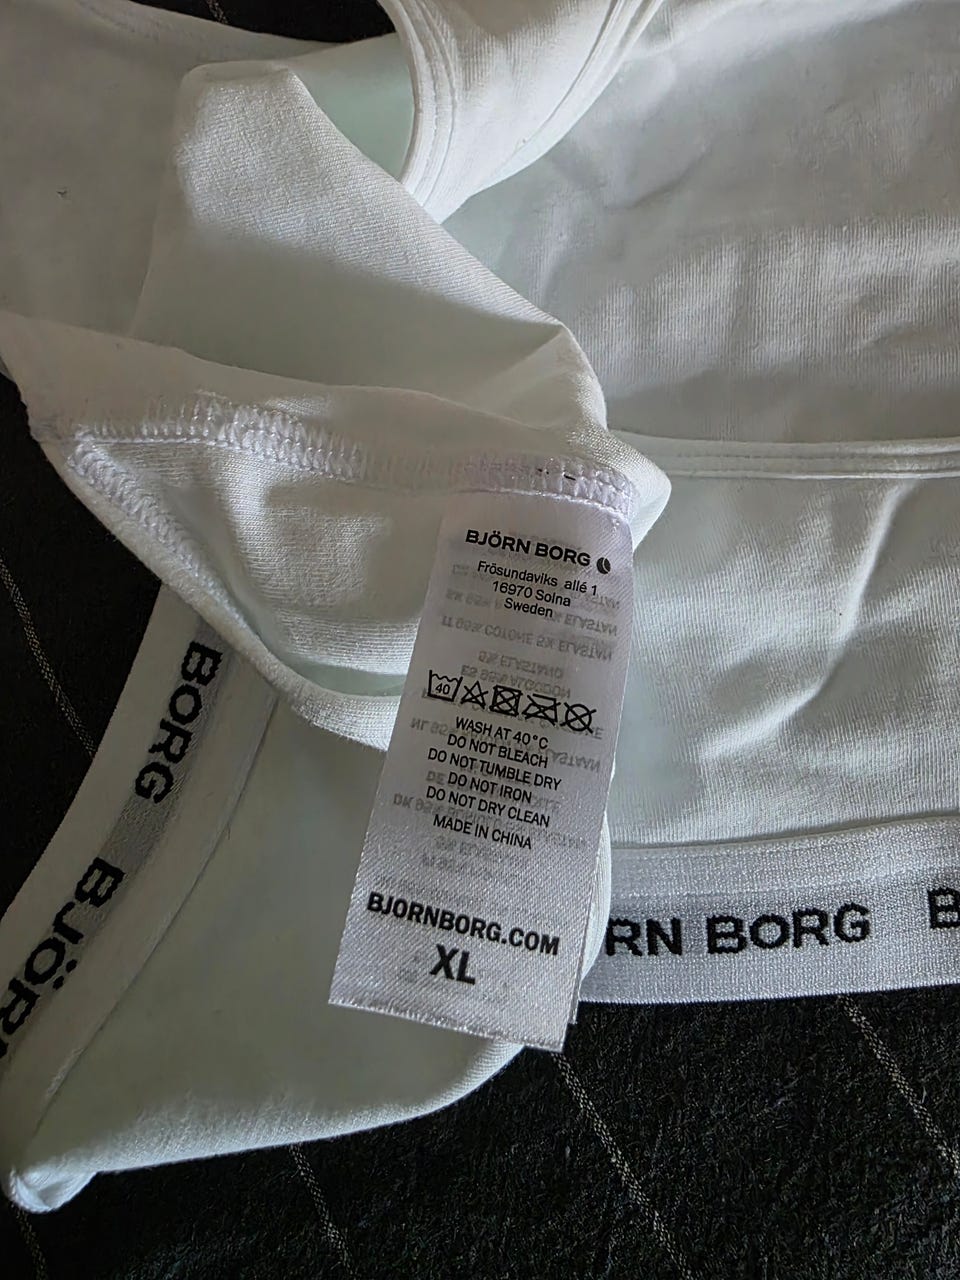 BJÖRN BORG
Frösundaviks allé 1
16970 Solna
Sweden
40
WASH AT 40°C
DO NOT BLEACH
DO NOT TUMBLE DRY
DO NOT IRON
DO NOT DRY CLEAN
MADE IN CHINA
BJORNBORG.COM
XL
BORG
BJÖR
RN BORG
B